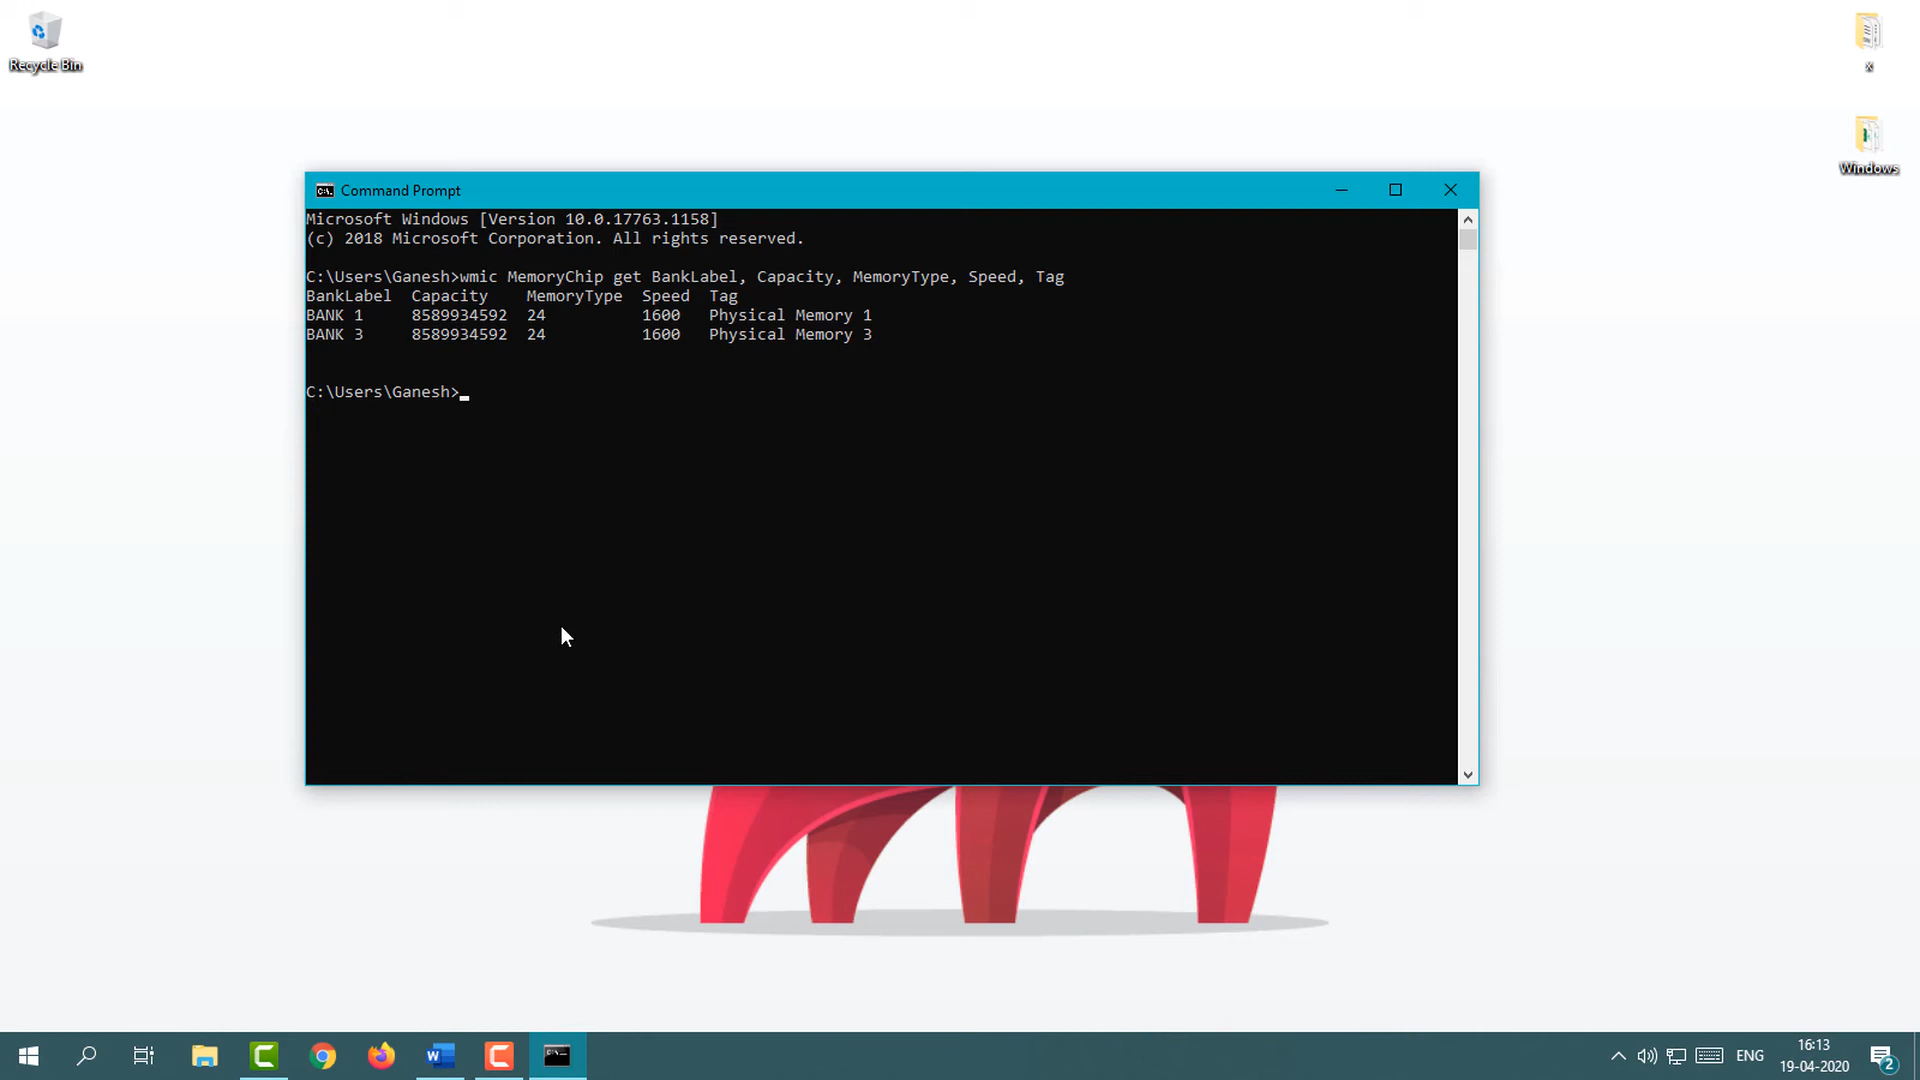 Recycle Bin
x
Windows
Command Prompt
Microsoft Windows [Version 10.0.17763.1158]
(c) 2018 Microsoft Corporation. All rights reserved.
C:\Users\Ganesh>wmic MemoryChip get BankLabel, Capacity, MemoryType, Speed, Tag
BankLabel  Capacity    MemoryType  Speed  Tag
BANK 1     8589934592  24          1600   Physical Memory 1
BANK 3     8589934592  24          1600   Physical Memory 3
C:\Users\Ganesh>
ENG
16:13
19-04-2020
2